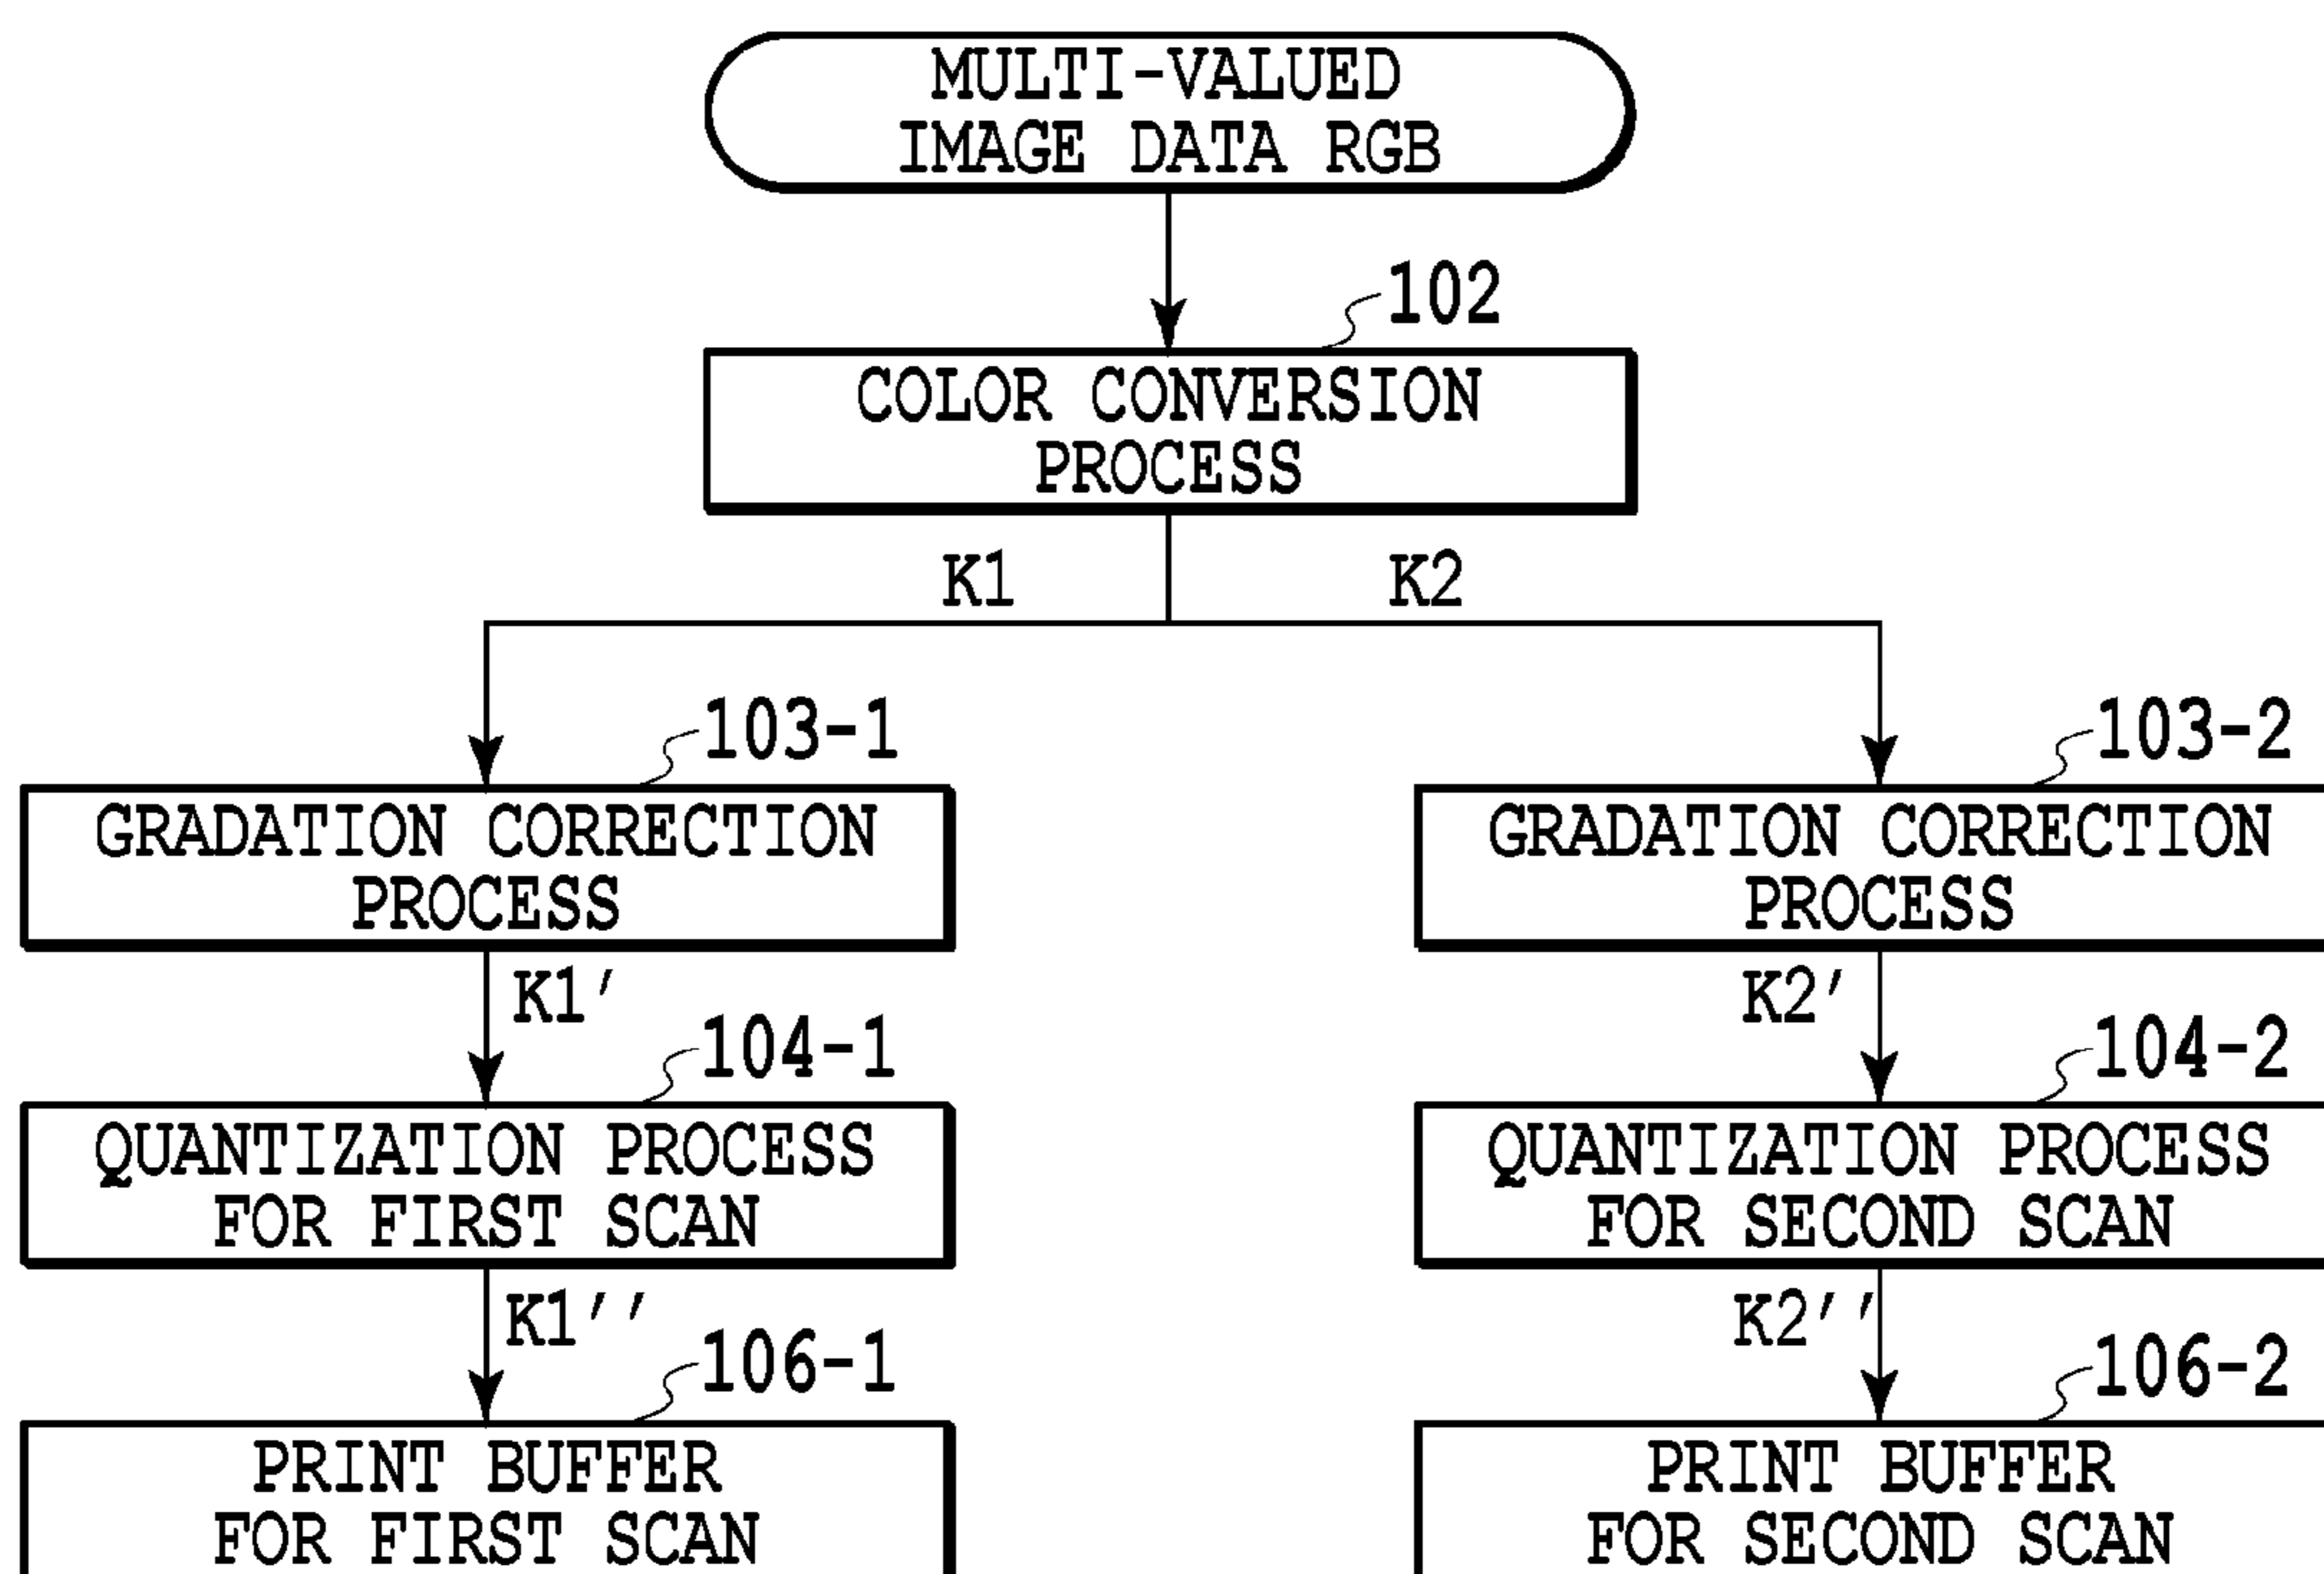 MULTI-VALUED
IMAGE DATA RGB
102
COLOR CONVERSION
PROCESS
K1
K2
103-1
GRADATION CORRECTION
PROCESS
103-2
GRADATION CORRECTION
PROCESS
K1'
K2'
104-1
QUANTIZATION PROCESS
FOR FIRST SCAN
104-2
QUANTIZATION PROCESS
FOR SECOND SCAN
K1''
K2''
106-1
PRINT BUFFER
FOR FIRST SCAN
106-2
PRINT BUFFER
FOR SECOND SCAN